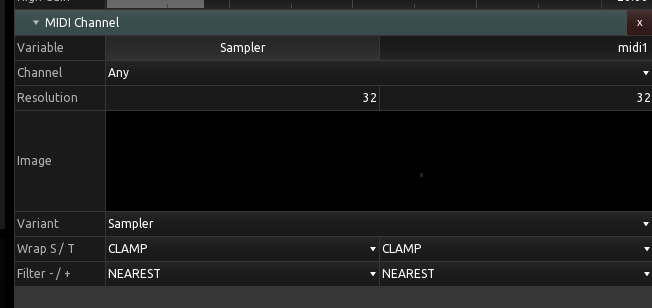 MIDI Channel x
Variable Sampler midi1
Channel Any
Resolution 32 32
Image
Variant Sampler
Wrap S / T CLAMP CLAMP
Filter - / + NEAREST NEAREST